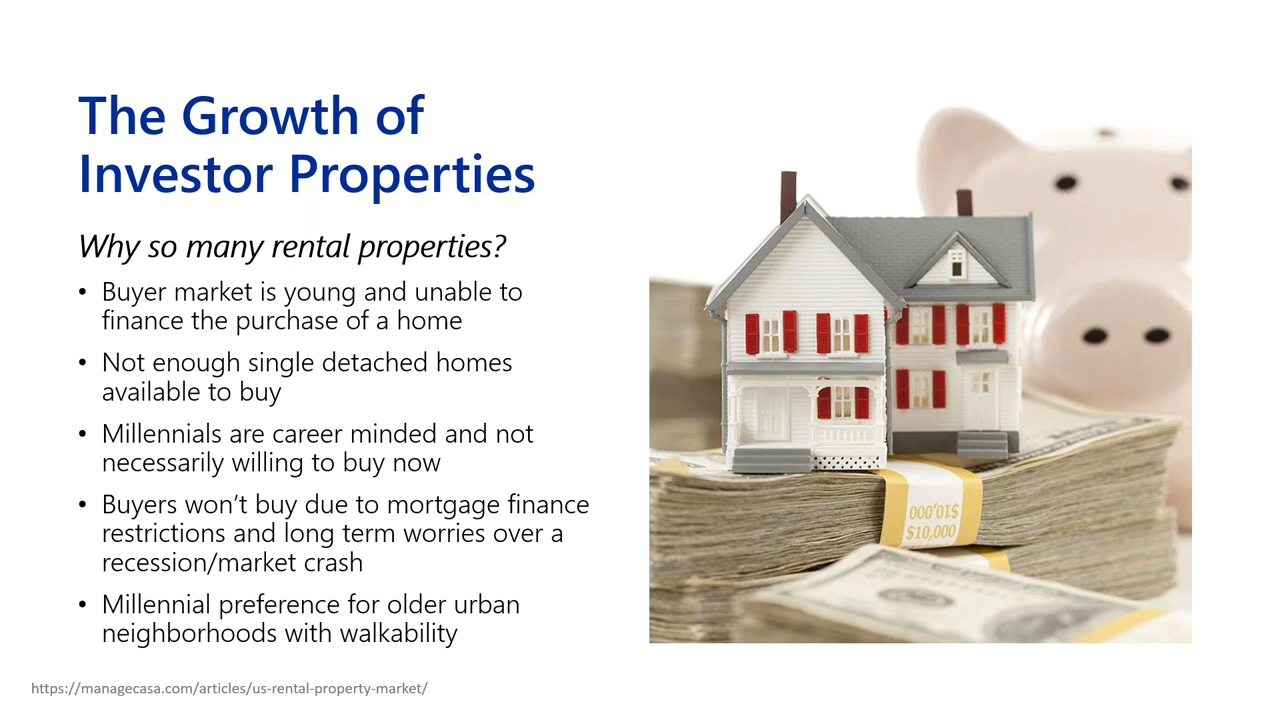 The Growth of
Investor Properties
Why so many rental properties?
• Buyer market is young and unable to
finance the purchase of a home
• Not enough single detached homes
available to buy
• Millennials are career minded and not
necessarily willing to buy now
• Buyers won’t buy due to mortgage finance
restrictions and long term worries over a
recession/market crash
• Millennial preference for older urban
neighborhoods with walkability
$10,000
$10,000
https://managecasa.com/articles/us-rental-property-market/